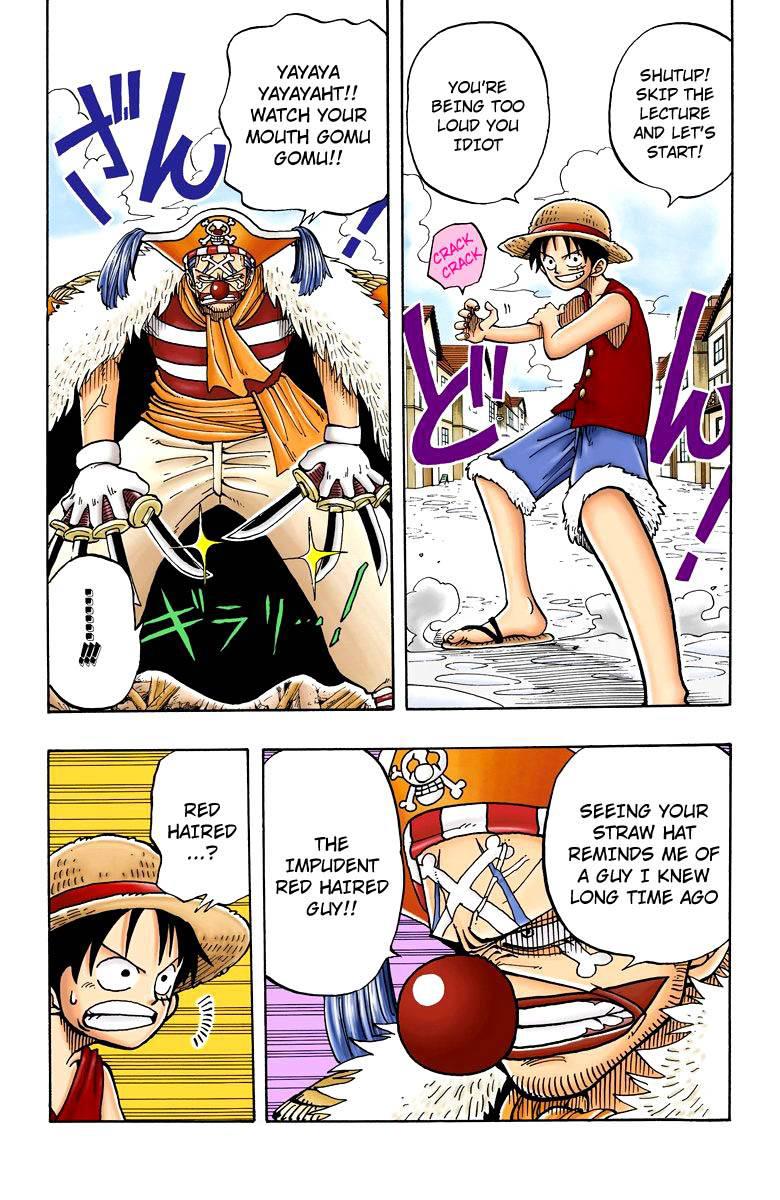 SHUTUP!
SKIP THE
LECTURE
AND LET'S
START!
YOU'RE
BEING TOO
LOUD YOU
IDIOT
CRACK
CRACK
どん!
YAYAYA
YAYAYAHT!!
WATCH YOUR
MOUTH GOMU
GOMU!!
ざん!
ギラリ...!
........!!!
SEEING YOUR
STRAW HAT
REMINDS ME OF
A GUY I KNEW
LONG TIME AGO
THE
IMPUDENT
RED HAIRED
GUY!!
RED
HAIRED
...?